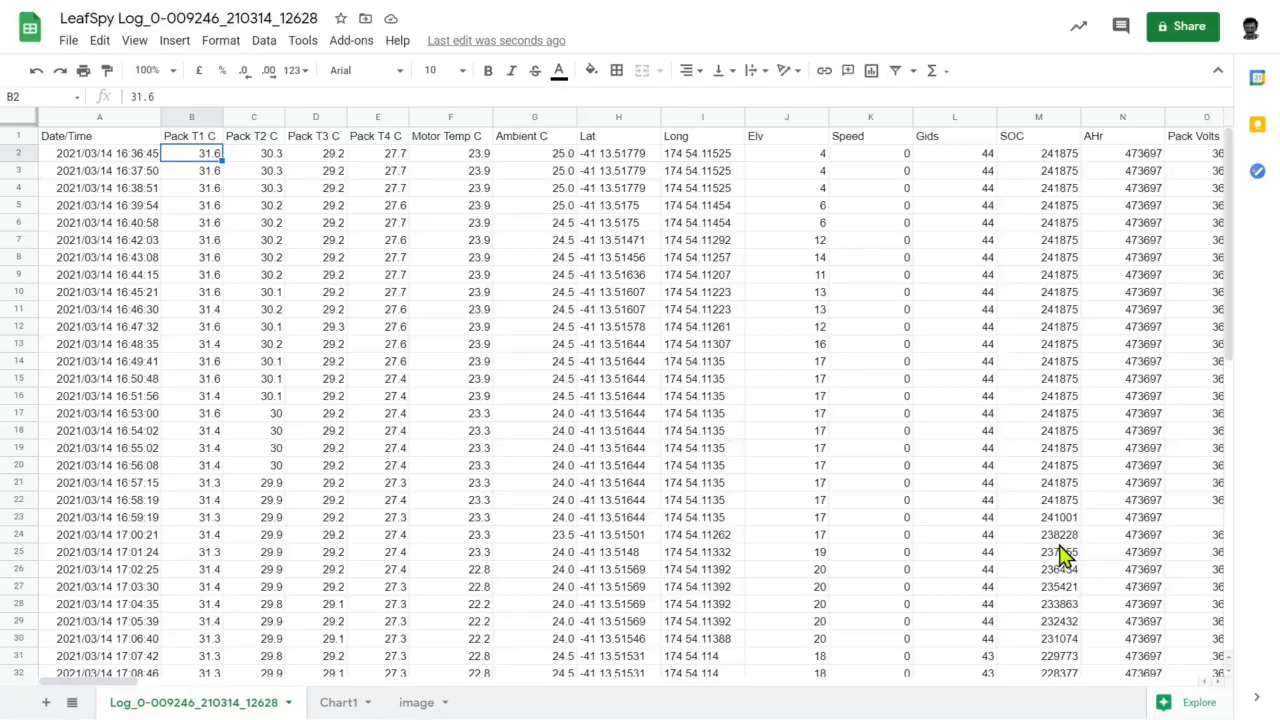 LeafSpy Log_0-009246_210314_12628
File Edit View Insert Format Data Tools Add-ons Help Last edit was seconds ago
Share
100% £ % .0 .00 123 Arial 10 B I S A Σ
B2 fx 31.6
A B C D E F G H I J K L M N O
1 Date/Time Pack T1 C Pack T2 C Pack T3 C Pack T4 C Motor Temp C Ambient C Lat Long Elv Speed Gids SOC AHr Pack Volts
2 2021/03/14 16:36:45 31.6 30.3 29.2 27.7 23.9 25.0 -41 13.51779 174 54.11525 4 0 44 241875 473697 36
3 2021/03/14 16:37:50 31.6 30.3 29.2 27.7 23.9 25.0 -41 13.51779 174 54.11525 4 0 44 241875 473697 36
4 2021/03/14 16:38:51 31.6 30.3 29.2 27.7 23.9 25.0 -41 13.51779 174 54.11525 4 0 44 241875 473697 36
5 2021/03/14 16:39:54 31.6 30.2 29.2 27.7 23.9 25.0 -41 13.5175 174 54.11454 6 0 44 241875 473697 36
6 2021/03/14 16:40:58 31.6 30.2 29.2 27.7 23.9 24.5 -41 13.5175 174 54.11454 6 0 44 241875 473697 36
7 2021/03/14 16:42:03 31.6 30.2 29.2 27.6 23.9 24.5 -41 13.51471 174 54.11292 12 0 44 241875 473697 36
8 2021/03/14 16:43:08 31.6 30.2 29.2 27.7 23.9 24.5 -41 13.51456 174 54.11257 14 0 44 241875 473697 36
9 2021/03/14 16:44:15 31.6 30.2 29.2 27.7 23.9 24.5 -41 13.51636 174 54.11207 11 0 44 241875 473697 36
10 2021/03/14 16:45:21 31.6 30.1 29.2 27.7 23.9 24.5 -41 13.51607 174 54.11223 13 0 44 241875 473697 36
11 2021/03/14 16:46:30 31.4 30.2 29.2 27.6 23.9 24.5 -41 13.51607 174 54.11223 13 0 44 241875 473697 36
12 2021/03/14 16:47:32 31.6 30.1 29.3 27.6 23.9 24.5 -41 13.51578 174 54.11261 12 0 44 241875 473697 36
13 2021/03/14 16:48:35 31.4 30.2 29.2 27.6 23.9 24.5 -41 13.51644 174 54.11307 16 0 44 241875 473697 36
14 2021/03/14 16:49:41 31.6 30.1 29.2 27.6 23.9 24.5 -41 13.51644 174 54.1135 17 0 44 241875 473697 36
15 2021/03/14 16:50:48 31.6 30.1 29.2 27.4 23.9 24.5 -41 13.51644 174 54.1135 17 0 44 241875 473697 36
16 2021/03/14 16:51:56 31.4 30.1 29.2 27.4 23.9 24.0 -41 13.51644 174 54.1135 17 0 44 241875 473697 36
17 2021/03/14 16:53:00 31.6 30 29.2 27.4 23.3 24.0 -41 13.51644 174 54.1135 17 0 44 241875 473697 36
18 2021/03/14 16:54:02 31.4 30 29.2 27.4 23.3 24.0 -41 13.51644 174 54.1135 17 0 44 241875 473697 36
19 2021/03/14 16:55:02 31.4 30 29.2 27.4 23.3 24.0 -41 13.51644 174 54.1135 17 0 44 241875 473697 36
20 2021/03/14 16:56:08 31.4 30 29.2 27.4 23.3 24.0 -41 13.51644 174 54.1135 17 0 44 241875 473697 36
21 2021/03/14 16:57:15 31.3 29.9 29.2 27.4 23.3 24.0 -41 13.51644 174 54.1135 17 0 44 241875 473697 36
22 2021/03/14 16:58:19 31.4 29.9 29.2 27.3 23.3 24.0 -41 13.51644 174 54.1135 17 0 44 241875 473697 36
23 2021/03/14 16:59:19 31.3 29.9 29.2 27.3 23.3 24.0 -41 13.51644 174 54.1135 17 0 44 241001 473697
24 2021/03/14 17:00:21 31.4 29.9 29.2 27.3 23.5 24.0 -41 13.51501 174 54.11262 17 0 44 238228 473697 36
25 2021/03/14 17:01:24 31.3 29.9 29.2 27.3 23.3 24.0 -41 13.5148 174 54.11332 19 0 44 473697 36
26 2021/03/14 17:02:25 31.4 29.9 29.2 27.4 22.8 24.0 -41 13.51569 174 54.11392 20 0 44 236434 473697 36
27 2021/03/14 17:03:30 31.4 29.9 29.2 27.3 22.8 24.0 -41 13.51569 174 54.11392 20 0 44 235421 473697 36
28 2021/03/14 17:04:35 31.4 29.8 29.1 27.3 22.2 24.0 -41 13.51569 174 54.11392 20 0 44 233863 473697 36
29 2021/03/14 17:05:39 31.4 29.9 29.1 27.3 22.2 24.0 -41 13.51569 174 54.11392 20 0 44 232432 473697 36
30 2021/03/14 17:06:40 31.3 29.9 29.1 27.3 22.2 24.0 -41 13.51546 174 54.11388 20 0 44 231074 473697 36
31 2021/03/14 17:07:42 31.3 29.8 29.2 27.3 22.8 24.5 -41 13.51531 174 54.114 18 0 43 229773 473697 36
32 2021/03/14 17:08:46 31.3 29.9 29.1 27.3 22.8 24.5 -41 13.51531 174 54.114 18 0 43 228377 473697 36
Log_0-009246_210314_12628 Chart1 image Explore